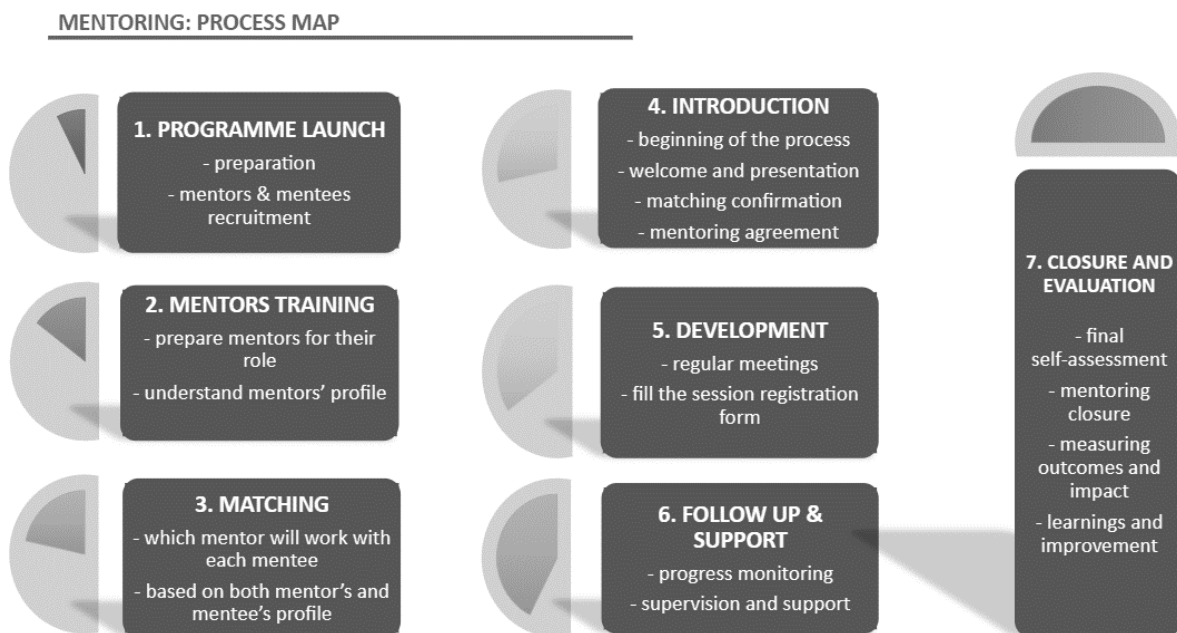 MENTORING: PROCESS MAP
1. PROGRAMME LAUNCH
- preparation
- mentors & mentees
recruitment
2. MENTORS TRAINING
- prepare mentors for their
role
- understand mentors’ profile
3. MATCHING
- which mentor will work with
each mentee
- based on both mentor’s and
mentee’s profile
4. INTRODUCTION
- beginning of the process
- welcome and presentation
- matching confirmation
- mentoring agreement
5. DEVELOPMENT
- regular meetings
- fill the session registration
form
6. FOLLOW UP &
SUPPORT
- progress monitoring
- supervision and support
7. CLOSURE AND
EVALUATION
- final
self-assessment
- mentoring
closure
- measuring
outcomes and
impact
- learnings and
improvement